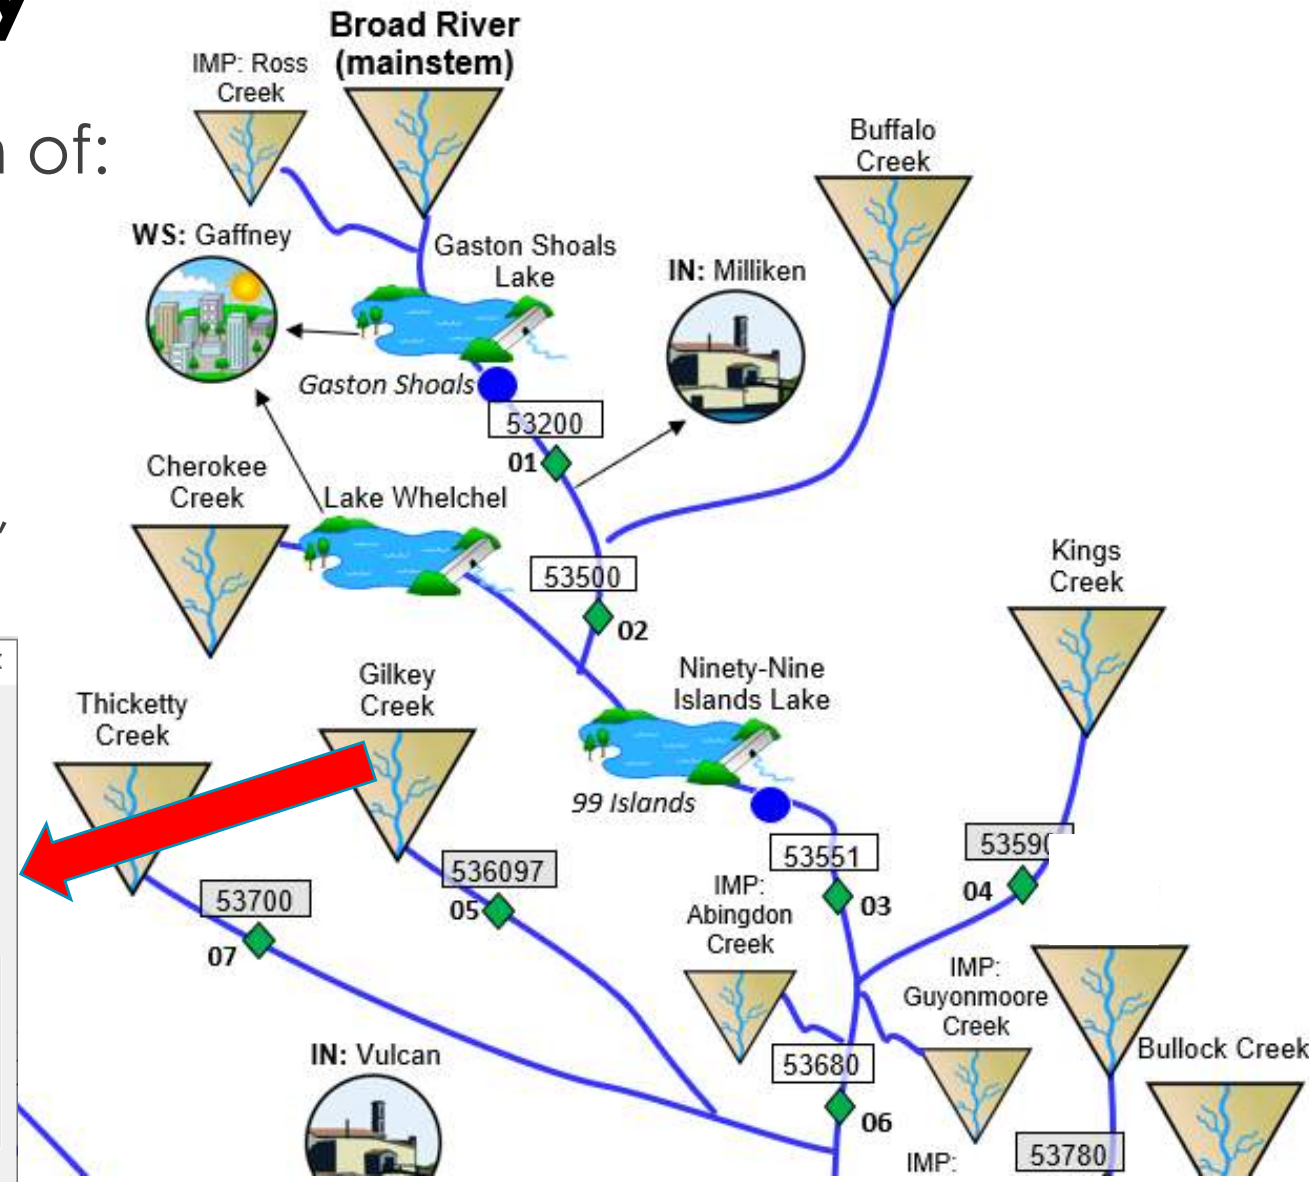 y
Broad River
(mainstem)
IMP: Ross
Creek
n of:
Buffalo
Creek
WS: Gaffney
Gaston Shoals
Lake
IN: Milliken
Gaston Shoals
53200
01
Cherokee
Creek
Lake Whelchel
,
53500
02
Kings
Creek
Ninety-Nine
Islands Lake
Gilkey
Creek
Thicketty
Creek
99 Islands
53551
5359
536097
53700
05
03
04
07
IMP:
Abingdon
Creek
IMP:
Guyonmoore
Creek
53680
IN: Vulcan
Bullock Creek
06
IMP:
53780